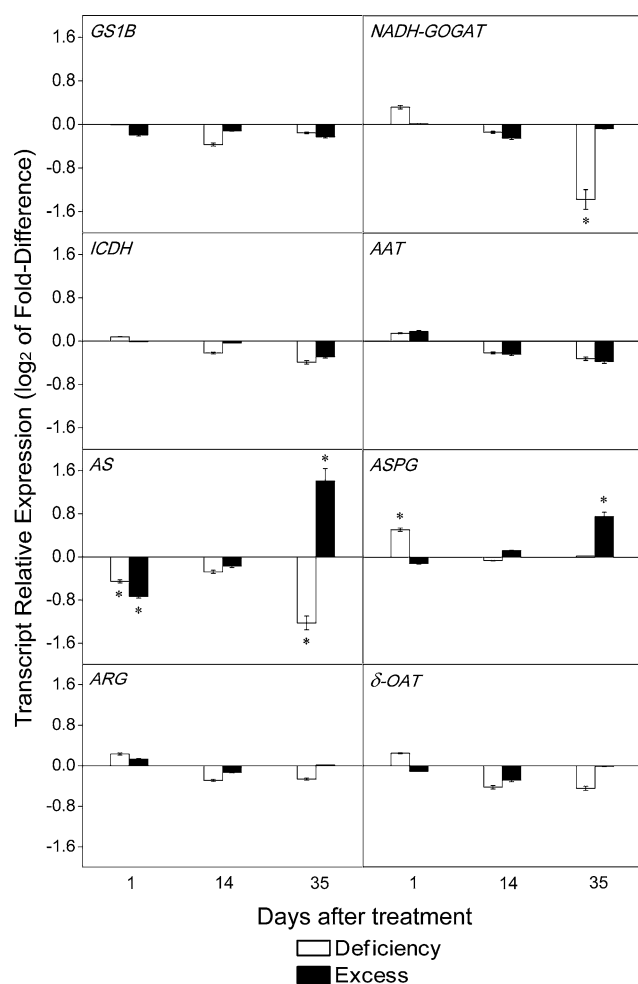 Transcript Relative Expression (log2 of Fold-Difference)
GS1B
NADH-GOGAT
1.6
0.8
0.0
-0.8
-1.6
*
ICDH
AAT
1.6
0.8
0.0
-0.8
-1.6
AS
ASPG
1.6
0.8
0.0
-0.8
-1.6
* * * *
* *
ARG
δ-OAT
1.6
0.8
0.0
-0.8
-1.6
1 14 35 1 14 35
Days after treatment
Deficiency
Excess